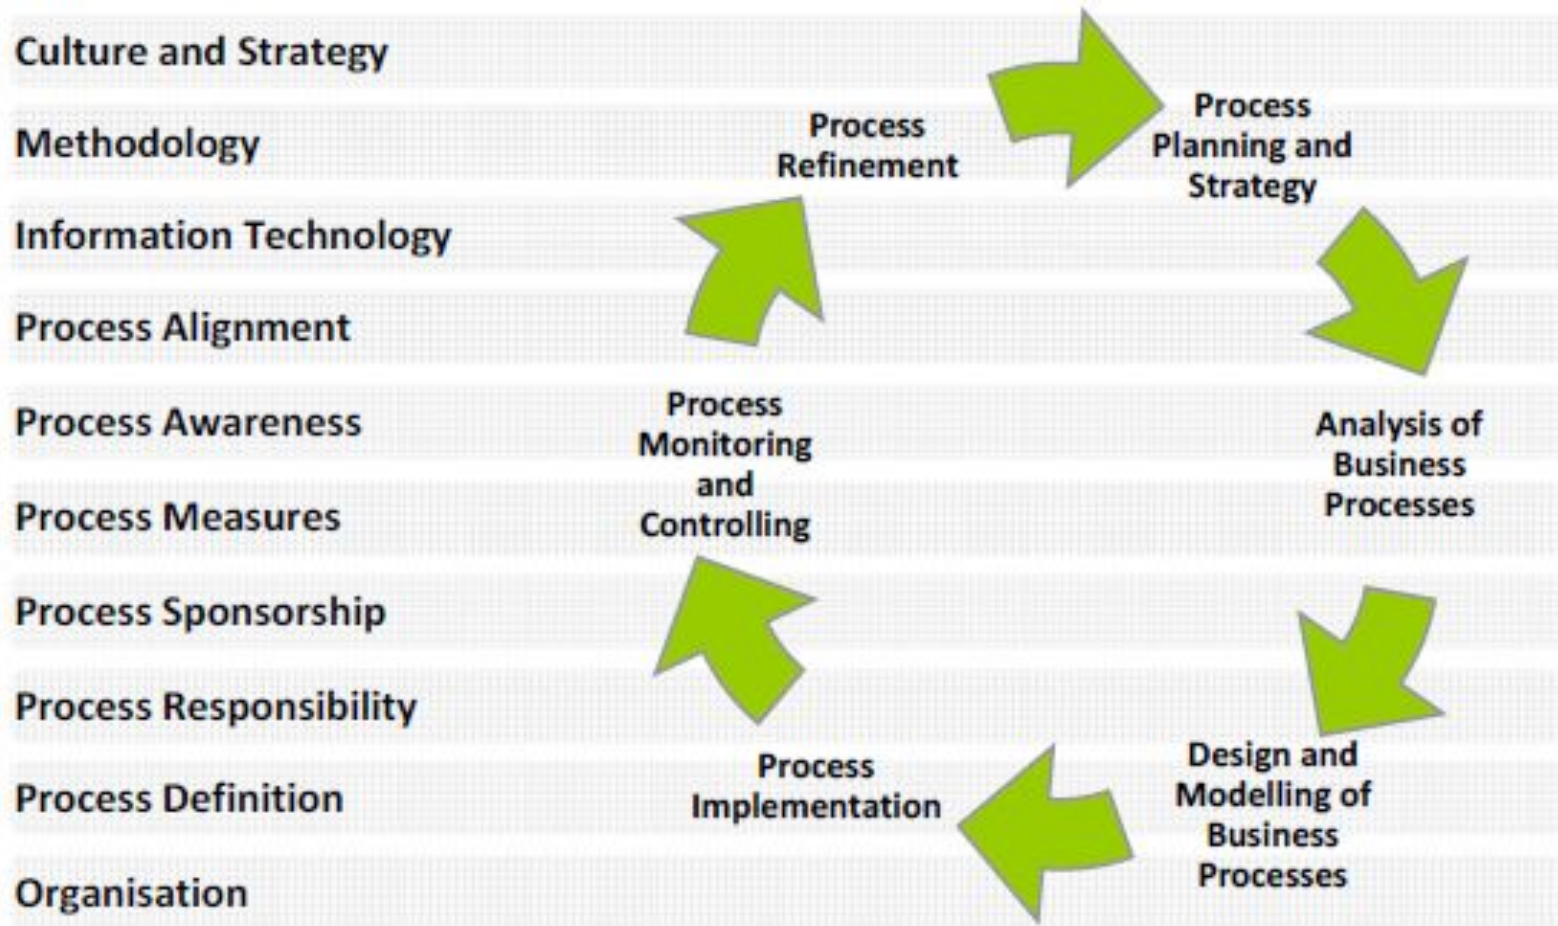 Culture and Strategy
Methodology
Information Technology
Process Alignment
Process Awareness
Process Measures
Process Sponsorship
Process Responsibility
Process Definition
Organisation
Process
Refinement
Process
Planning and
Strategy
Analysis of
Business
Processes
Design and
Modelling of
Business
Processes
Process
Implementation
Process
Monitoring
and
Controlling